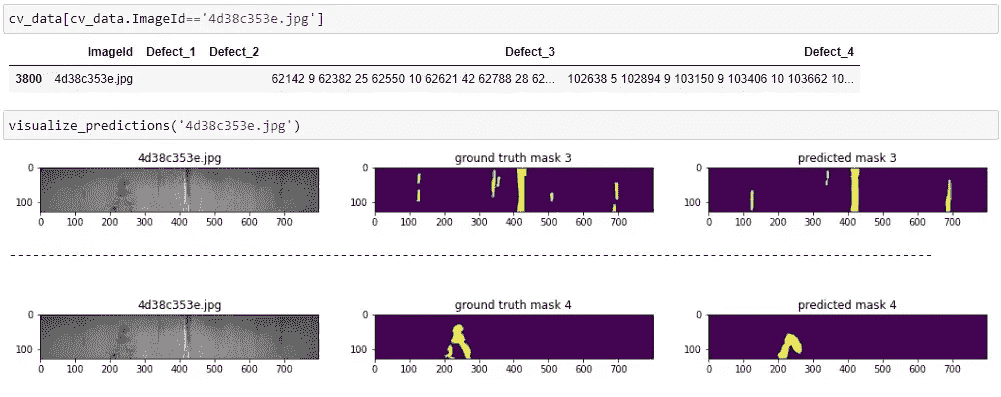 cv_data[cv_data.ImageId=='4d38c353e.jpg']
ImageId Defect_1 Defect_2 Defect_3 Defect_4
3800 4d38c353e.jpg 62142 9 62382 25 62550 10 62621 42 62788 28 62... 102638 5 102894 9 103150 9 103406 10 103662 10...
visualize_predictions('4d38c353e.jpg')
4d38c353e.jpg ground truth mask 3 predicted mask 3
0 0 0
100 100 100
0 100 200 300 400 500 600 700 0 100 200 300 400 500 600 700 0 100 200 300 400 500 600 700
4d38c353e.jpg ground truth mask 4 predicted mask 4
0 0 0
100 100 100
0 100 200 300 400 500 600 700 0 100 200 300 400 500 600 700 0 100 200 300 400 500 600 700